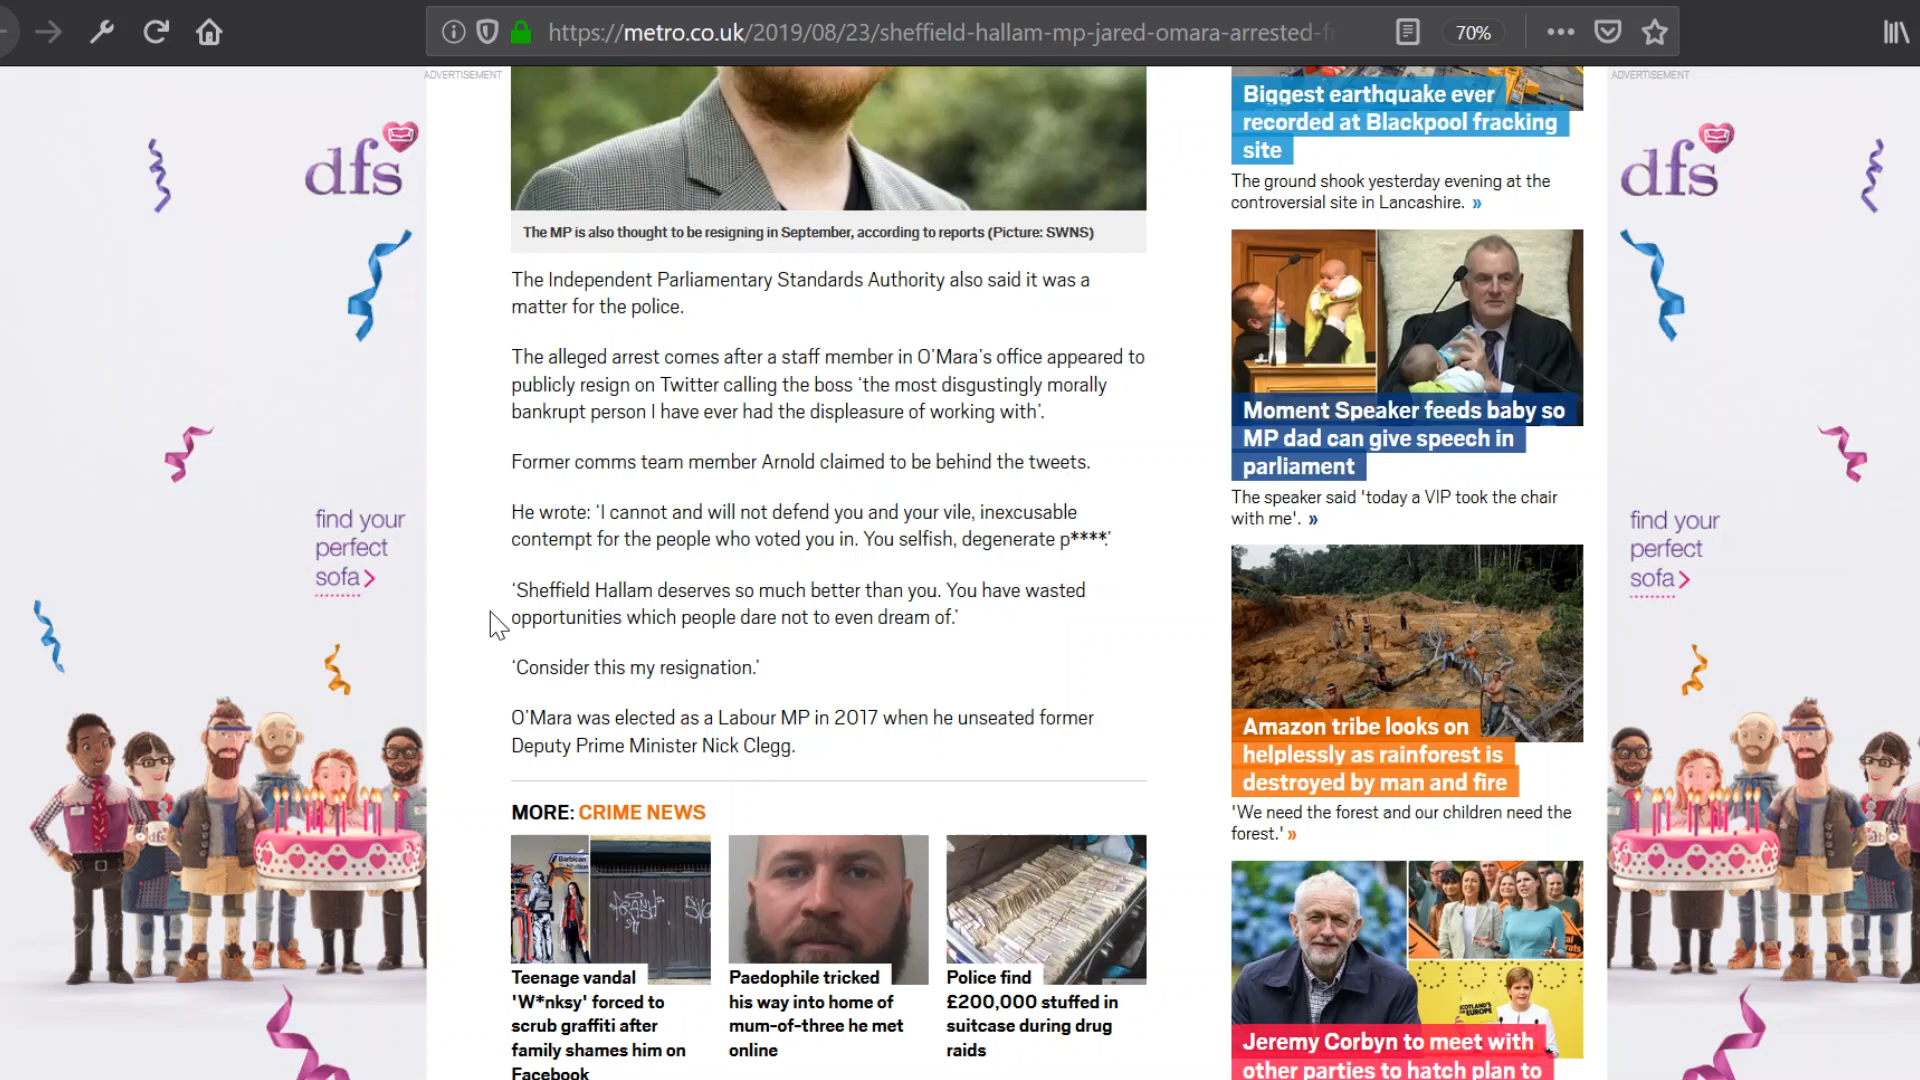 https://metro.co.uk/2019/08/23/sheffield-hallam-mp-jared-omara-arrested-fr
70%
ADVERTISEMENT
dfs
find your
perfect
sofa >
The MP is also thought to be resigning in September, according to reports (Picture: SWNS)
The Independent Parliamentary Standards Authority also said it was a
matter for the police.
The alleged arrest comes after a staff member in O’Mara’s office appeared to
publicly resign on Twitter calling the boss ‘the most disgustingly morally
bankrupt person I have ever had the displeasure of working with’.
Former comms team member Arnold claimed to be behind the tweets.
He wrote: ‘I cannot and will not defend you and your vile, inexcusable
contempt for the people who voted you in. You selfish, degenerate p****.’
‘Sheffield Hallam deserves so much better than you. You have wasted
opportunities which people dare not to even dream of.’
‘Consider this my resignation.’
O’Mara was elected as a Labour MP in 2017 when he unseated former
Deputy Prime Minister Nick Clegg.
MORE: CRIME NEWS
Teenage vandal
'W*nksy' forced to
scrub graffiti after
family shames him on
Facebook
Paedophile tricked
his way into home of
mum-of-three he met
online
Police find
£200,000 stuffed in
suitcase during drug
raids
Biggest earthquake ever
recorded at Blackpool fracking
site
The ground shook yesterday evening at the
controversial site in Lancashire. »
Moment Speaker feeds baby so
MP dad can give speech in
parliament
The speaker said 'today a VIP took the chair
with me'. »
Amazon tribe looks on
helplessly as rainforest is
destroyed by man and fire
'We need the forest and our children need the
forest.' »
Jeremy Corbyn to meet with
other parties to hatch plan to
ADVERTISEMENT
dfs
find your
perfect
sofa >